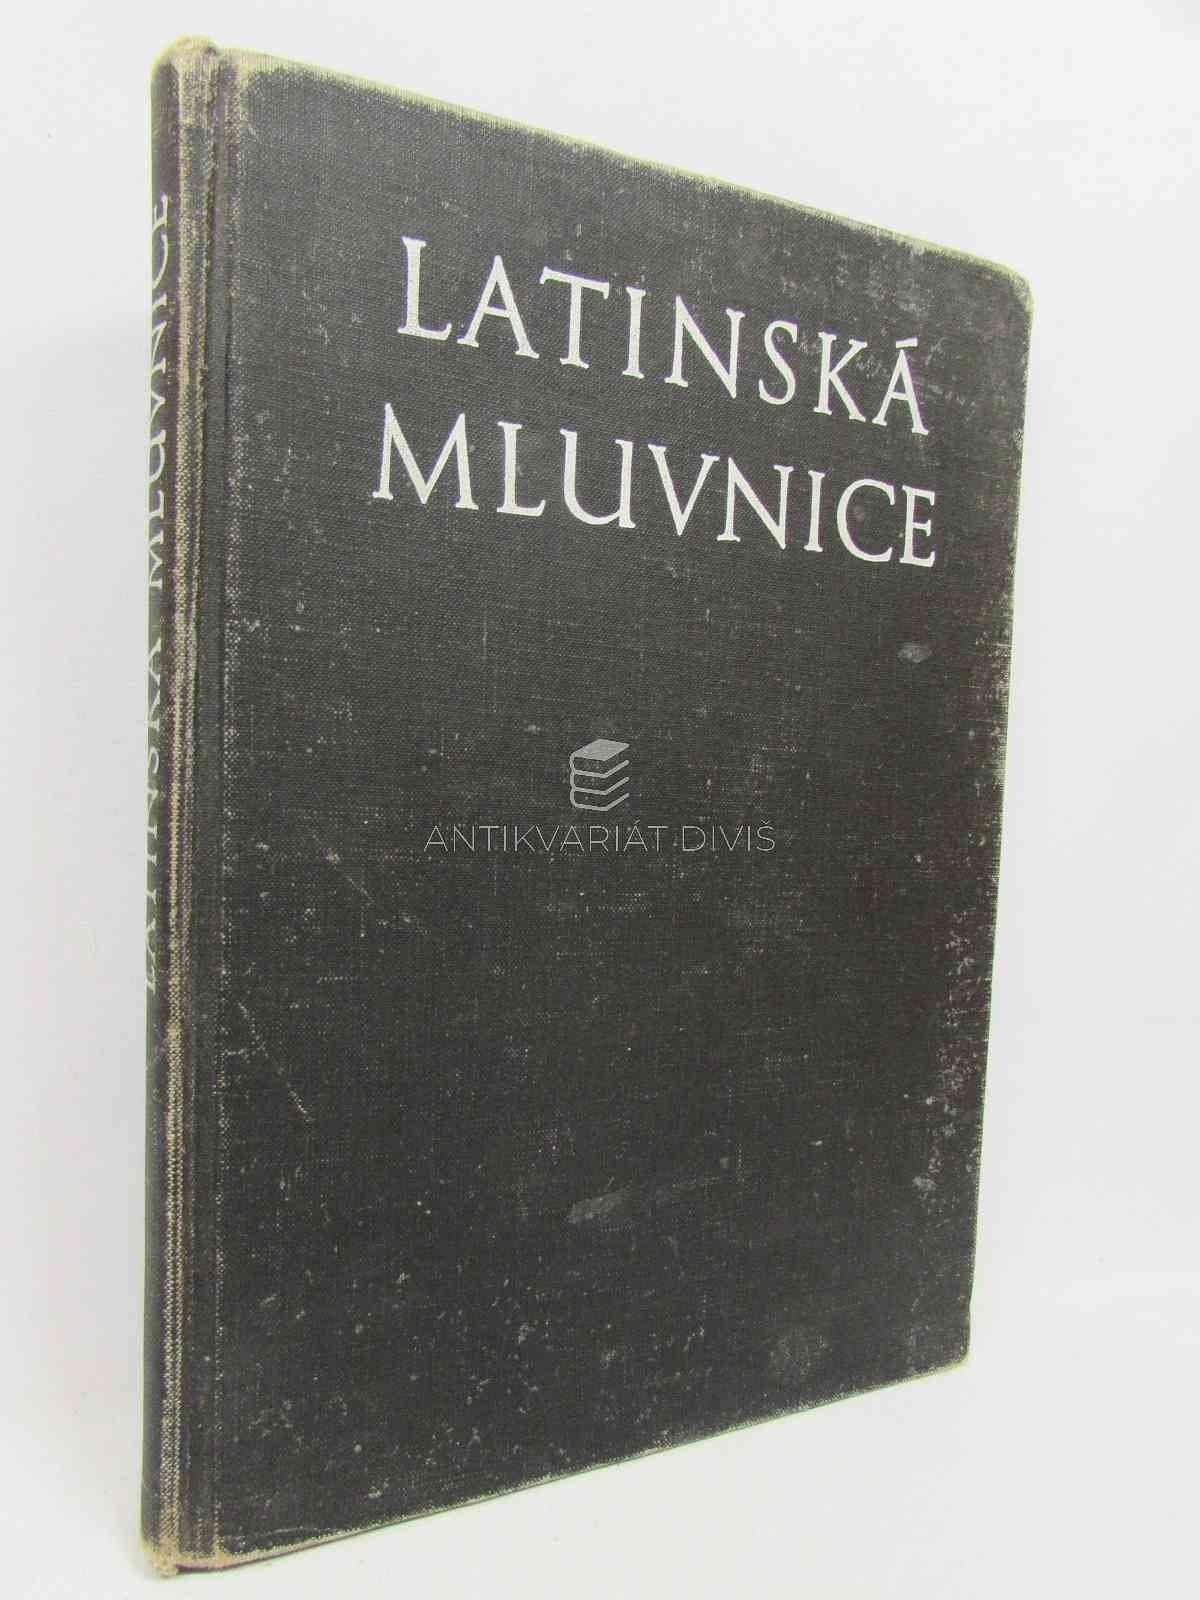 LATINSKÁ
MLUVNICE
LATINSKÁ MLUVNICE
ANTIKVARIÁT DIVIŠ